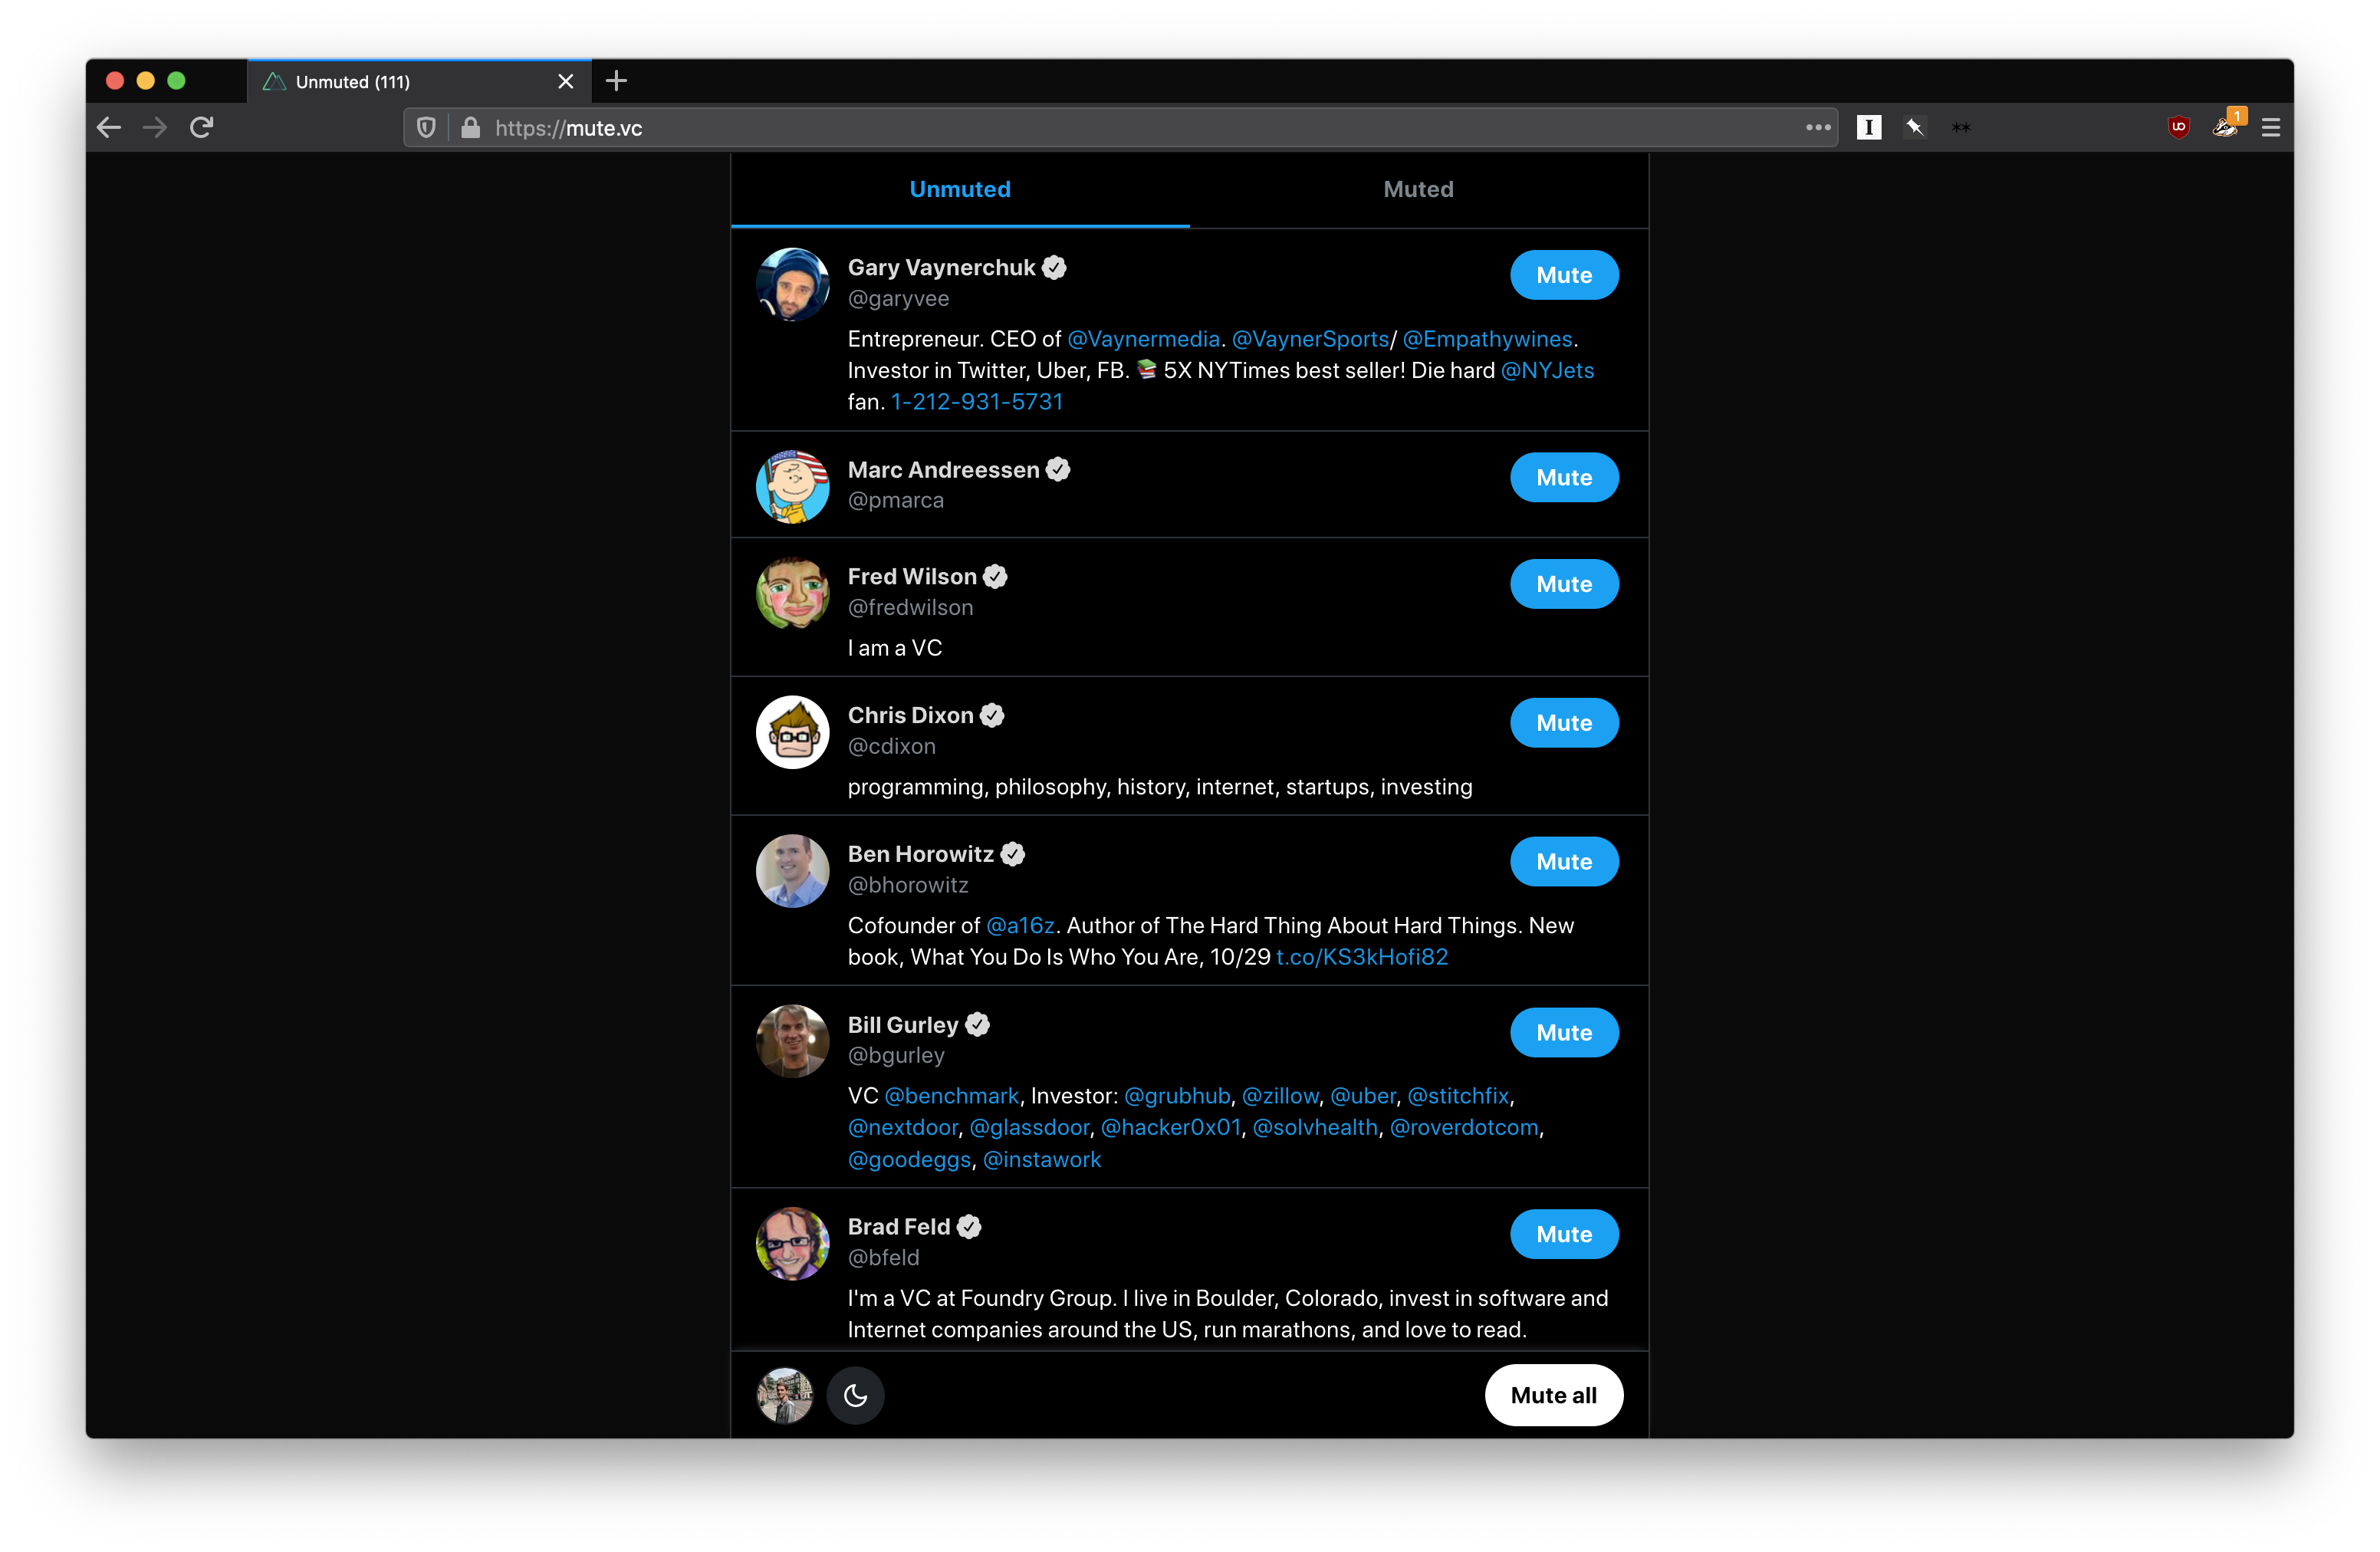 Unmuted (111)
https://mute.vc
1
Unmuted
Muted
Gary Vaynerchuk
Mute
@garyvee
Entrepreneur. CEO of @Vaynermedia. @VaynerSports/ @Empathywines.
Investor in Twitter, Uber, FB. 📚 5X NYTimes best seller! Die hard @NYJets
fan. 1-212-931-5731
Marc Andreessen
Mute
@pmarca
Fred Wilson
Mute
@fredwilson
I am a VC
Chris Dixon
Mute
@cdixon
programming, philosophy, history, internet, startups, investing
Ben Horowitz
Mute
@bhorowitz
Cofounder of @a16z. Author of The Hard Thing About Hard Things. New
book, What You Do Is Who You Are, 10/29 t.co/KS3kHofi82
Bill Gurley
Mute
@bgurley
VC @benchmark, Investor: @grubhub, @zillow, @uber, @stitchfix,
@nextdoor, @glassdoor, @hacker0x01, @solvhealth, @roverdotcom,
@goodeggs, @instawork
Brad Feld
Mute
@bfeld
I'm a VC at Foundry Group. I live in Boulder, Colorado, invest in software and
Internet companies around the US, run marathons, and love to read.
Mute all